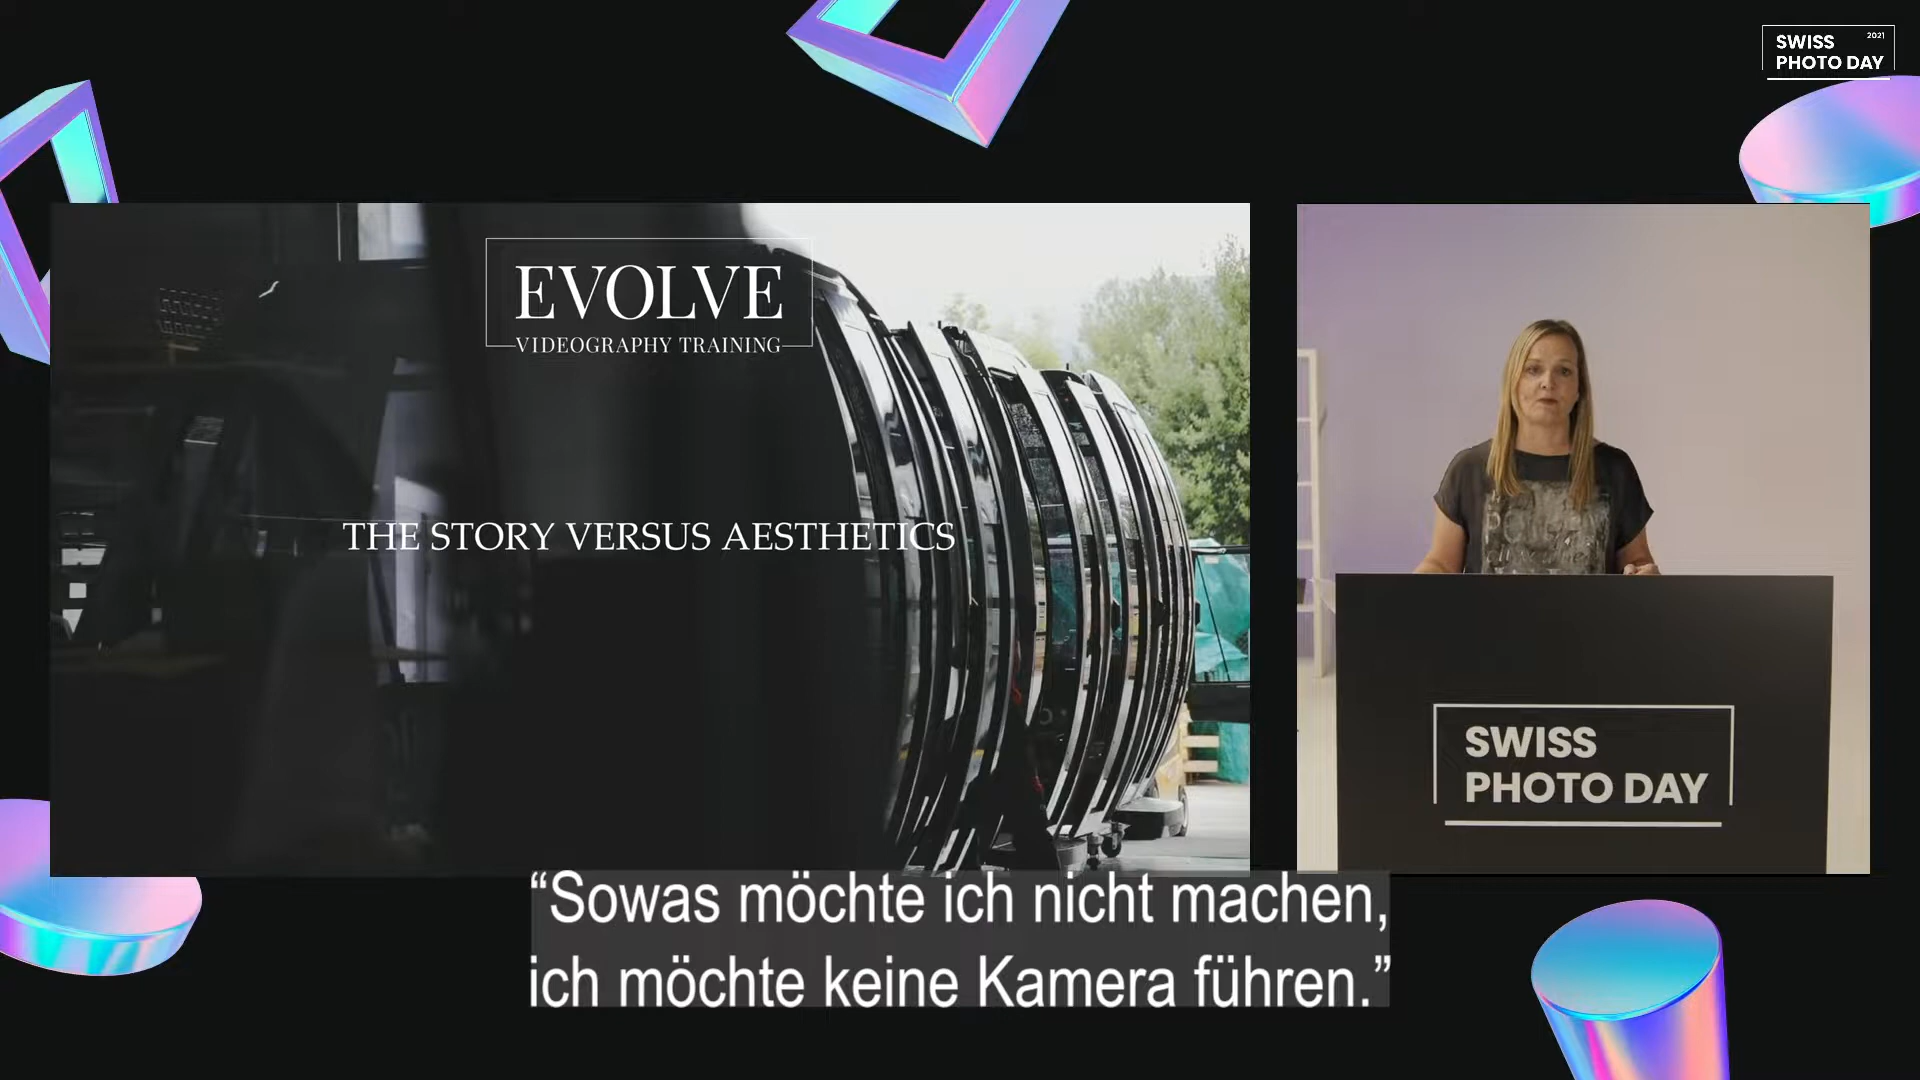 SWISS 2021
PHOTO DAY
EVOLVE
VIDEOGRAPHY TRAINING
THE STORY VERSUS AESTHETICS
SWISS
PHOTO DAY
“Sowas möchte ich nicht machen,
ich möchte keine Kamera führen.”